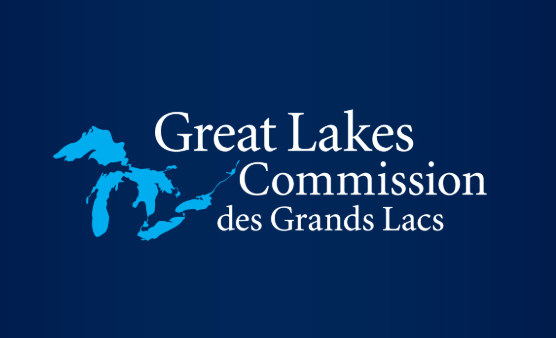 Great Lakes
Commission
des Grands Lacs